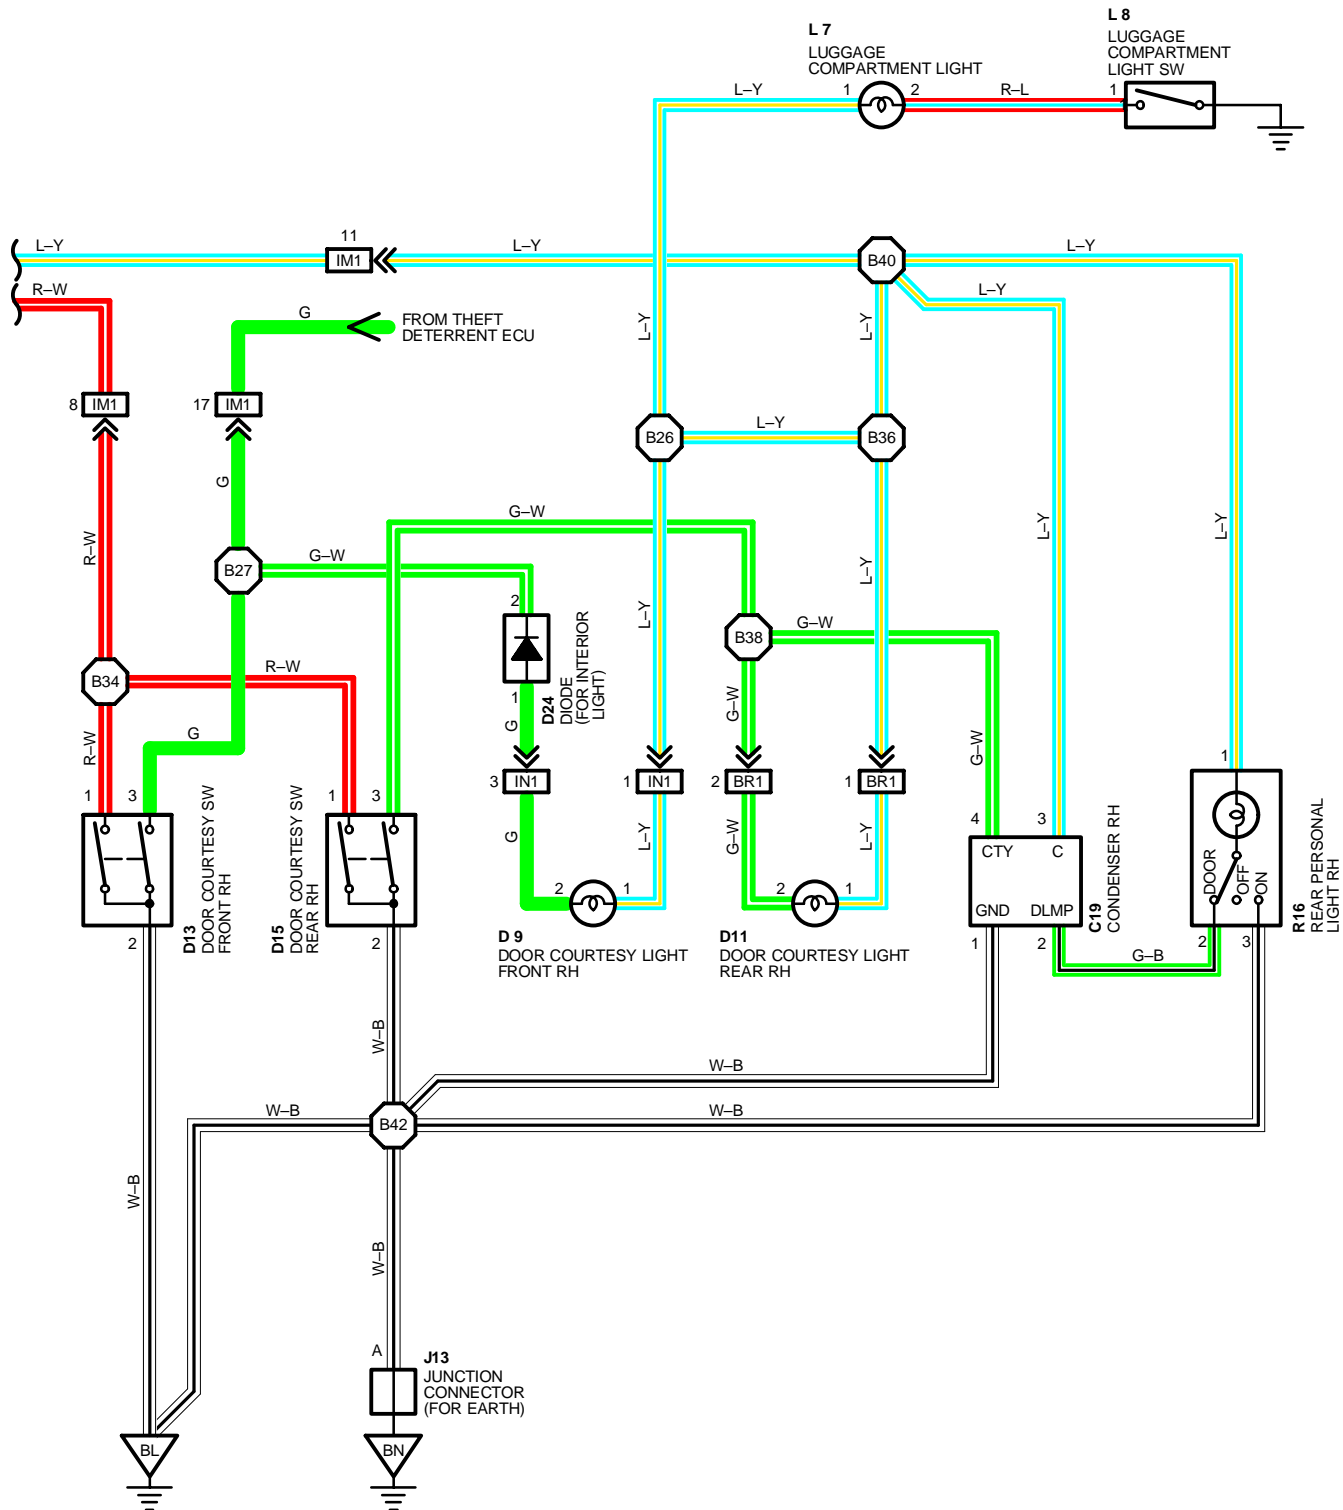 L 7
LUGGAGE
COMPARTMENT LIGHT
L 8
LUGGAGE
COMPARTMENT
LIGHT SW
L–Y
1
2
R–L
1
L–Y
11
IM1
L–Y
B40
L–Y
R–W
L–Y
G
FROM THEFT
DETERRENT ECU
L–Y
L–Y
8
IM1
17
IM1
B26
L–Y
B36
G
G–W
R–W
L–Y
L–Y
B27
G–W
L–Y
L–Y
2
B38
G–W
B34
R–W
D24
DIODE
(FOR INTERIOR
LIGHT)
1
G
G–W
G–W
R–W
G
3
IN1
1
IN1
2
BR1
1
BR1
1
1
3
1
3
4
3
G
L–Y
G–W
L–Y
CTY
C
GND
DLMP
C19
CONDENSER RH
DOOR
OFF
ON
R16
REAR PERSONAL
LIGHT RH
2
1
2
1
D13
DOOR COURTESY SW
FRONT RH
D15
DOOR COURTESY SW
REAR RH
D 9
DOOR COURTESY LIGHT
FRONT RH
D11
DOOR COURTESY LIGHT
REAR RH
2
2
1
2
2
3
G–B
W–B
W–B
W–B
B42
W–B
W–B
W–B
A
J13
JUNCTION
CONNECTOR
(FOR EARTH)
BL
BN